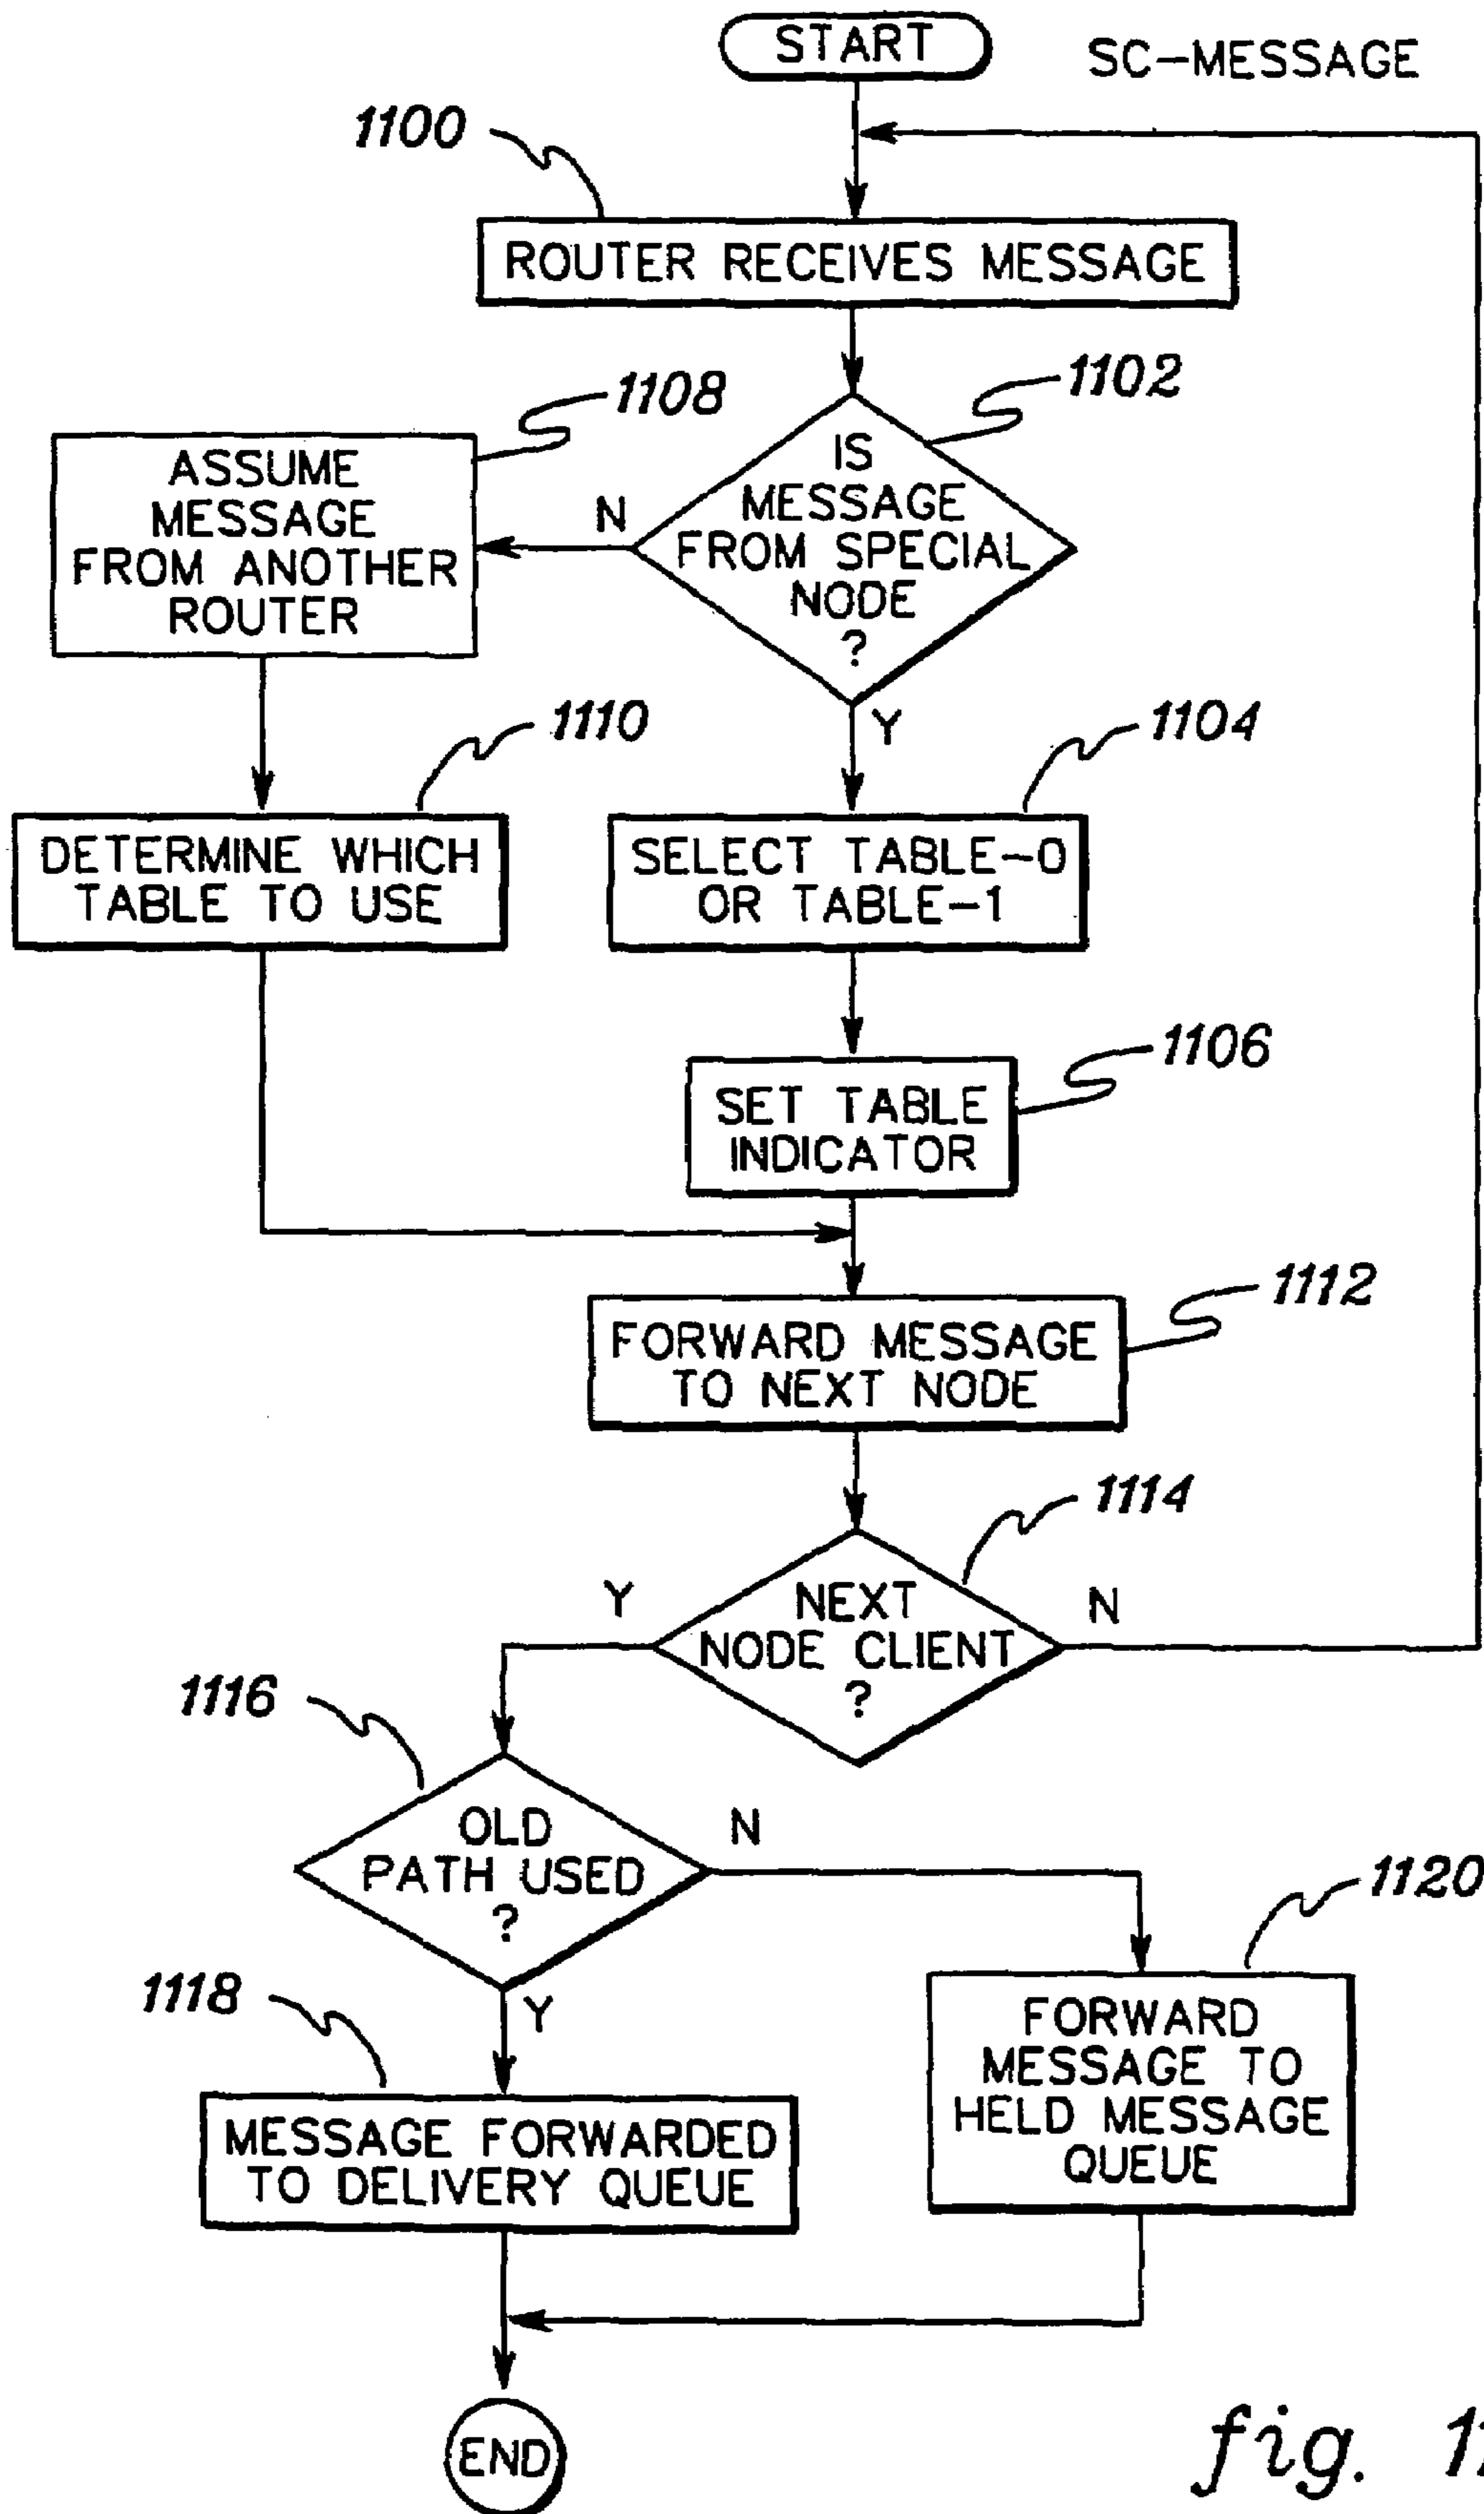 START
SC-MESSAGE
1100
ROUTER RECEIVES MESSAGE
1102
IS
MESSAGE
FROM SPECIAL
NODE
?
N
Y
1108
ASSUME
MESSAGE
FROM ANOTHER
ROUTER
1110
DETERMINE WHICH
TABLE TO USE
1104
SELECT TABLE-0
OR TABLE-1
1106
SET TABLE
INDICATOR
1112
FORWARD MESSAGE
TO NEXT NODE
1114
NEXT
NODE CLIENT
?
Y
N
1116
OLD
PATH USED
?
N
Y
1118
MESSAGE FORWARDED
TO DELIVERY QUEUE
1120
FORWARD
MESSAGE TO
HELD MESSAGE
QUEUE
END
fig. 11